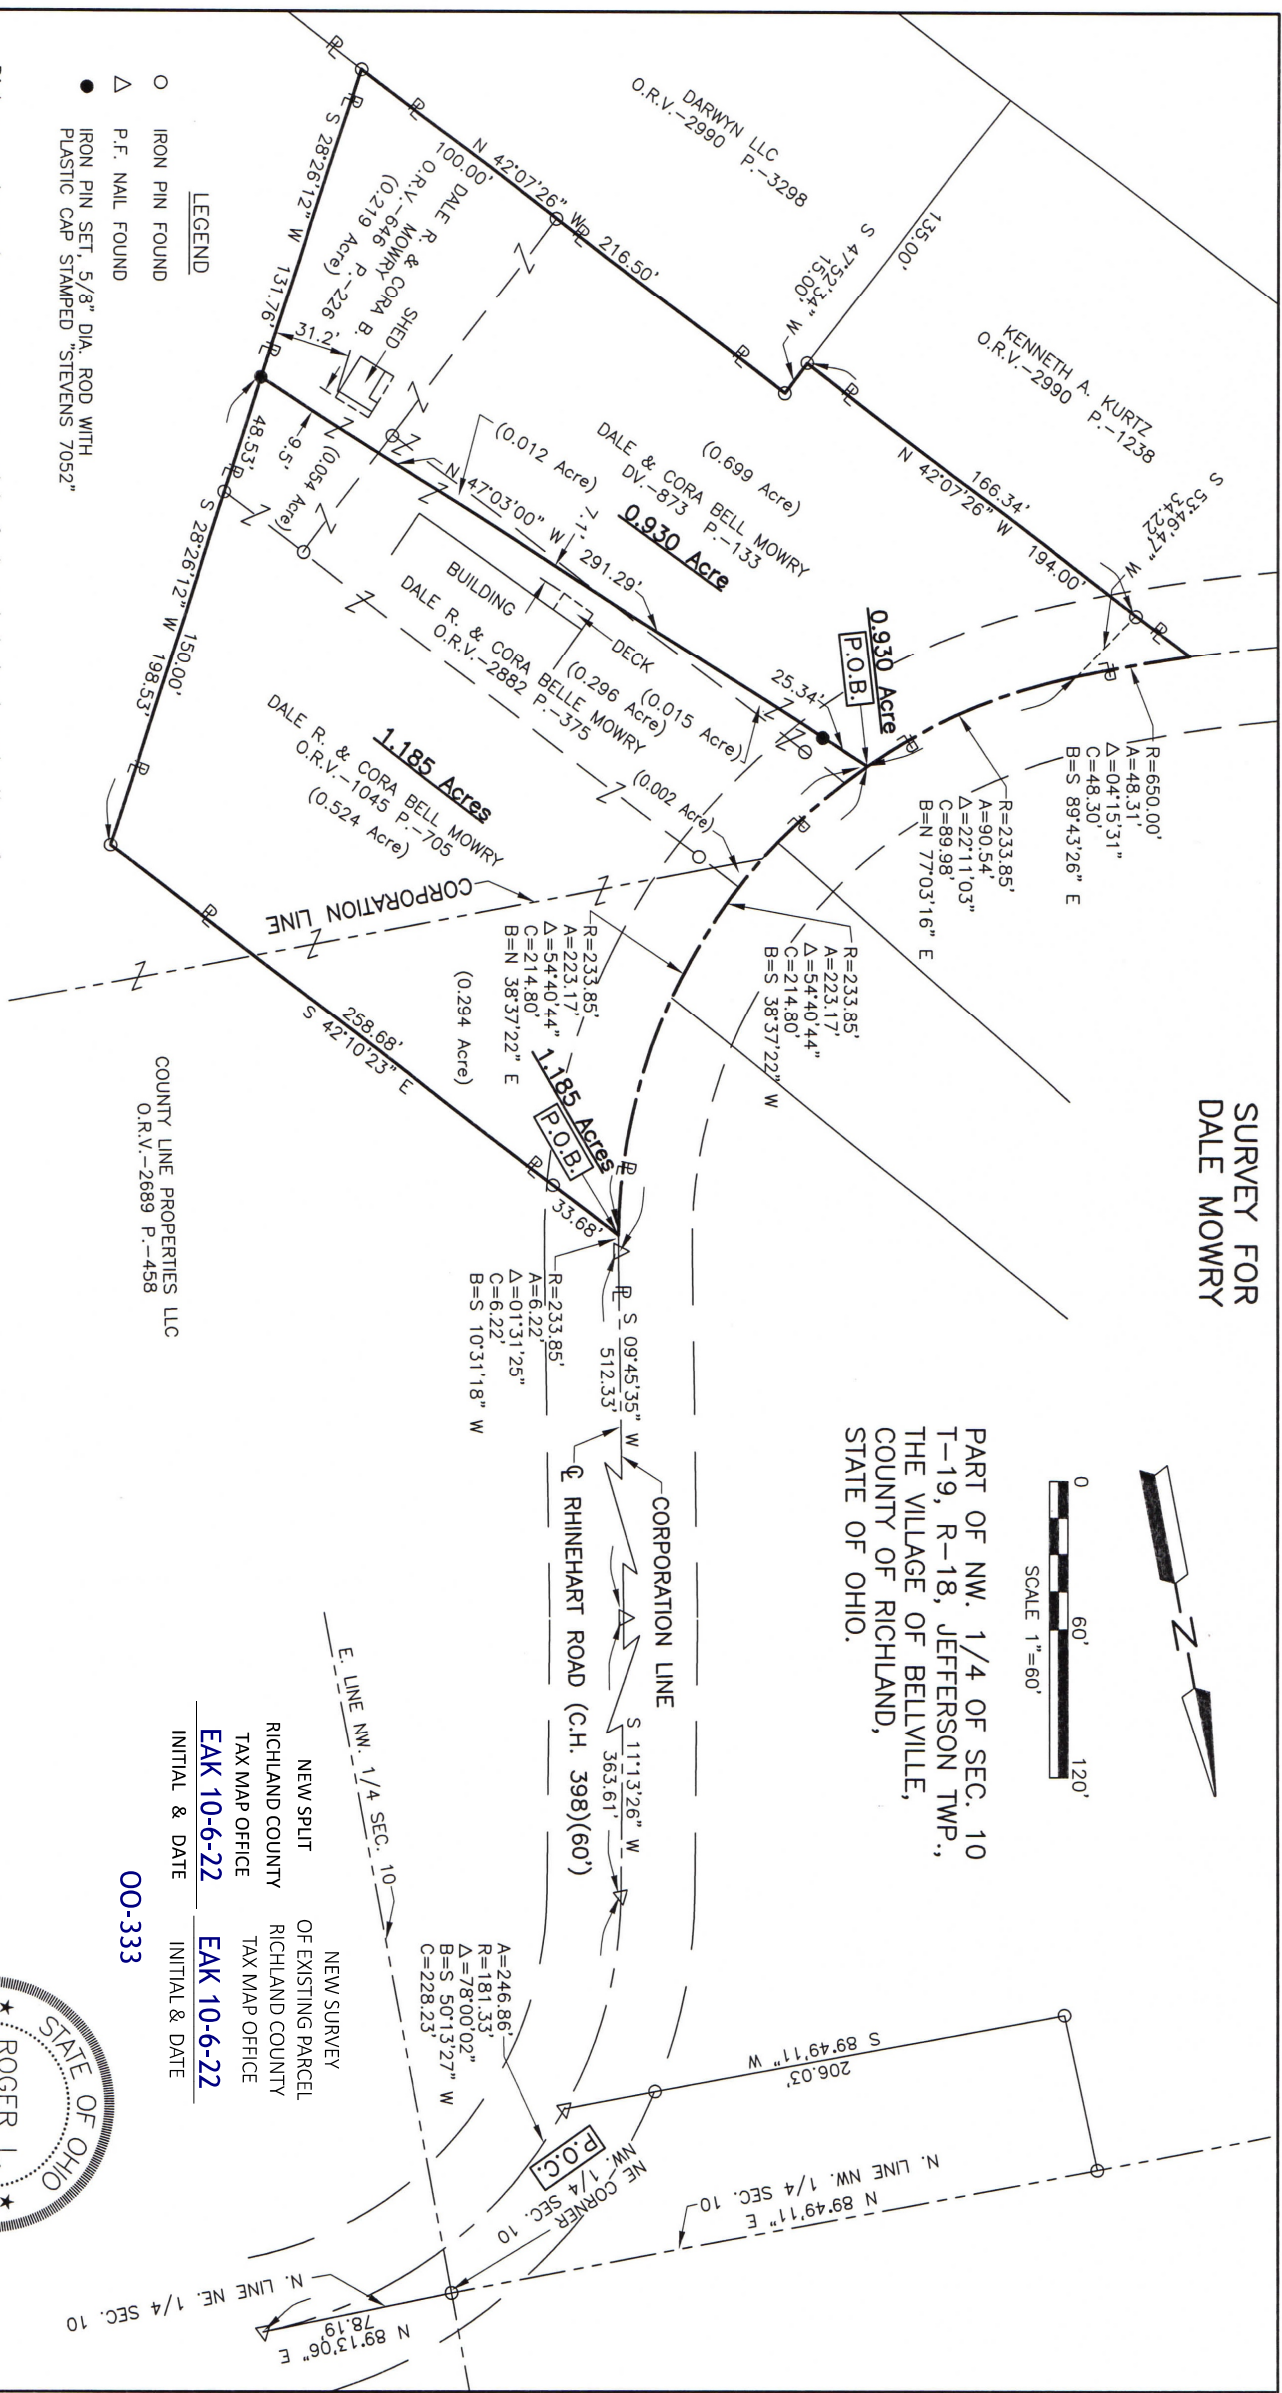 SURVEY FOR
DALE MOWRY
PART OF NW. 1/4 OF SEC. 10
T-19, R-18, JEFFERSON TWP.,
THE VILLAGE OF BELLVILLE,
COUNTY OF RICHLAND,
STATE OF OHIO.
N
0 60' 120'
SCALE 1"=60'
DARWYN LLC
O.R.V.-2990 P.-3298
135.00'
S 47°52'34" W
15.00'
KENNETH A. KURTZ
O.R.V.-2990 P.-1238
S 53°46'47" W
34.22'
166.34'
N 42°07'26" W 194.00'
N 42°07'26" W 216.50'
100.00'
DALE R. & CORA B.
MOWRY
O.R.V.-646 P.-226
(0.219 Acre)
SHED
31.2'
S 28°26'12" W 131.76'
(0.699 Acre)
DALE & CORA BELL MOWRY
DV.-873 P.-133
0.930 Acre
(0.012 Acre) 7.1'
N 47°03'00" W 291.29'
25.34'
9.5'
(0.054 Acre)
48.53'
S 28°26'12" W 150.00' 198.53'
BUILDING
DECK
DALE R. & CORA BELLE MOWRY
O.R.V.-2882 P.-375
(0.296 Acre)
(0.015 Acre)
(0.002 Acre)
0.930 Acre
P.O.B.
R=650.00'
A=48.31'
Δ=04°15'31"
C=48.30'
B=S 89°43'26" E
R=233.85'
A=90.54'
Δ=22°11'03"
C=89.98'
B=N 77°03'16" E
R=233.85'
A=223.17'
Δ=54°40'44"
C=214.80'
B=S 38°37'22" W
R=233.85'
A=223.17'
Δ=54°40'44"
C=214.80'
B=N 38°37'22" E
1.185 Acres
DALE R. & CORA BELL MOWRY
O.R.V.-1045 P.-705
(0.524 Acre)
CORPORATION LINE
(0.294 Acre)
1.185 Acres
P.O.B.
258.68'
S 42°10'23" E
33.68'
COUNTY LINE PROPERTIES LLC
O.R.V.-2689 P.-458
R=233.85'
A=6.22'
Δ=01°31'25"
C=6.22'
B=S 10°31'18" W
S 09°45'35" W
512.33'
CORPORATION LINE
℄ RHINEHART ROAD (C.H. 398)(60')
S 11°13'26" W
363.61'
E. LINE NW. 1/4 SEC. 10
A=246.86'
R=181.33'
Δ=78°00'02"
B=S 50°13'27" W
C=228.23'
S 89°49'11" W
206.03'
P.O.C.
NE CORNER
NW. 1/4 SEC. 10
N. LINE NW. 1/4 SEC. 10
N 89°49'11" E
N. LINE NE. 1/4 SEC. 10
N 89°13'06" E
78.19'
LEGEND
○ IRON PIN FOUND
△ P.F. NAIL FOUND
● IRON PIN SET, 5/8" DIA. ROD WITH
PLASTIC CAP STAMPED "STEVENS 7052"
NEW SPLIT
RICHLAND COUNTY
TAX MAP OFFICE
EAK 10-6-22
INITIAL & DATE
NEW SURVEY
OF EXISTING PARCEL
RICHLAND COUNTY
TAX MAP OFFICE
EAK 10-6-22
INITIAL & DATE
OO-333
STATE OF OHIO
ROGER L.